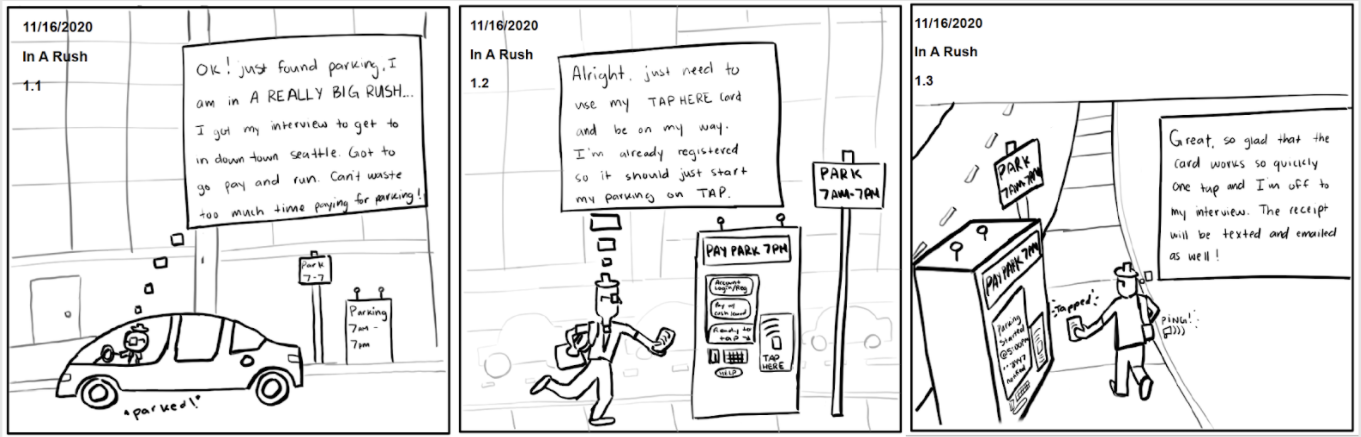 11/16/2020
In A Rush
1.1
OK! just found parking. I
am in A REALLY BIG RUSH...
I got my interview to get to
in down town seattle. Got to
go pay and run. Can't waste
too much time paying for parking!
Park
7-7
Parking
7am -
7pm
*parked!*
11/16/2020
In A Rush
1.2
Alright, just need to
use my TAP HERE Card
and be on my way.
I'm already registered
so it should just start
my parking on TAP.
PARK
7AM-7PM
PAY PARK 7PM
Account
Login/Reg
Pay w/
cash/card
Ready to
tap
TAP
HERE
HELP
11/16/2020
In A Rush
1.3
Great, so glad that the
card works so quickly
one tap and I'm off to
my interview. The receipt
will be texted and emailed
as well!
PARK
7AM-7PM
PAY PARK 7PM
Parking
Started
@5:00PM
Tapped
PING!